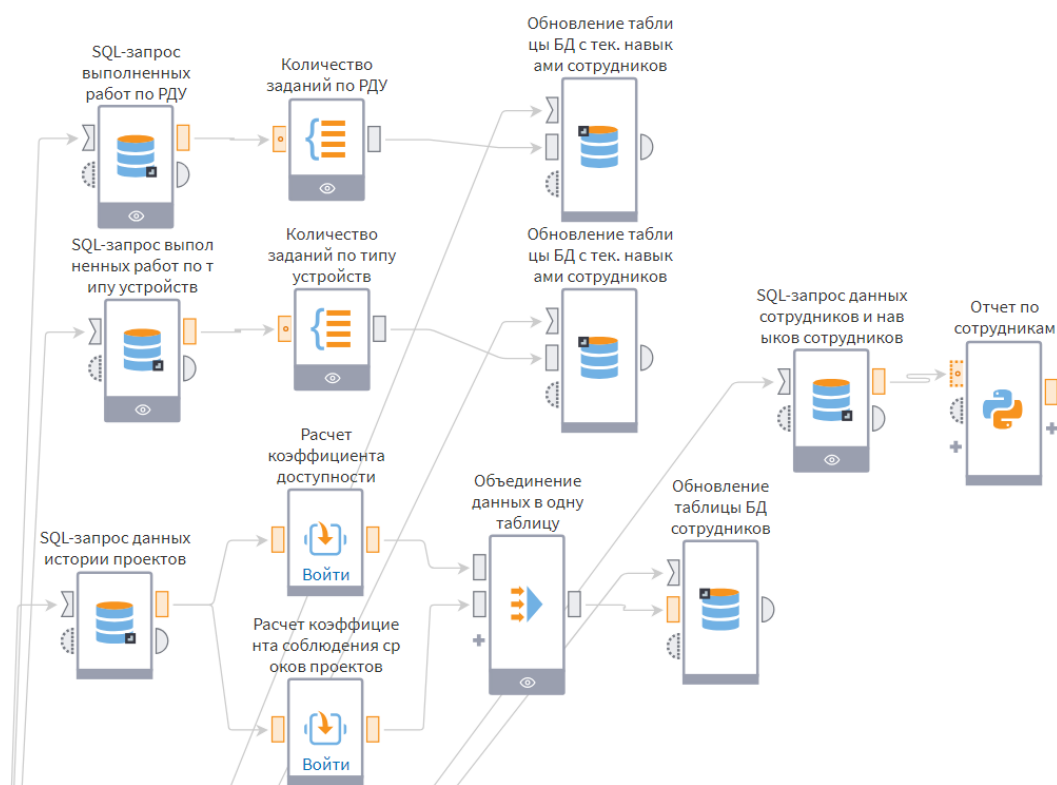 Обновление табли
цы БД с тек. навык
ами сотрудников
SQL-запрос
выполненных
работ по РДУ
Количество
заданий по РДУ
SQL-запрос выпол
ненных работ по т
ипу устройств
Количество
заданий по типу
устройств
Обновление табли
цы БД с тек. навык
ами сотрудников
SQL-запрос данных
сотрудников и нав
ыков сотрудников
Отчет по
сотрудникам
Расчет
коэффициента
доступности
Войти
Объединение
данных в одну
таблицу
Обновление
таблицы БД
сотрудников
SQL-запрос данных
истории проектов
Расчет коэффицие
нта соблюдения ср
оков проектов
Войти